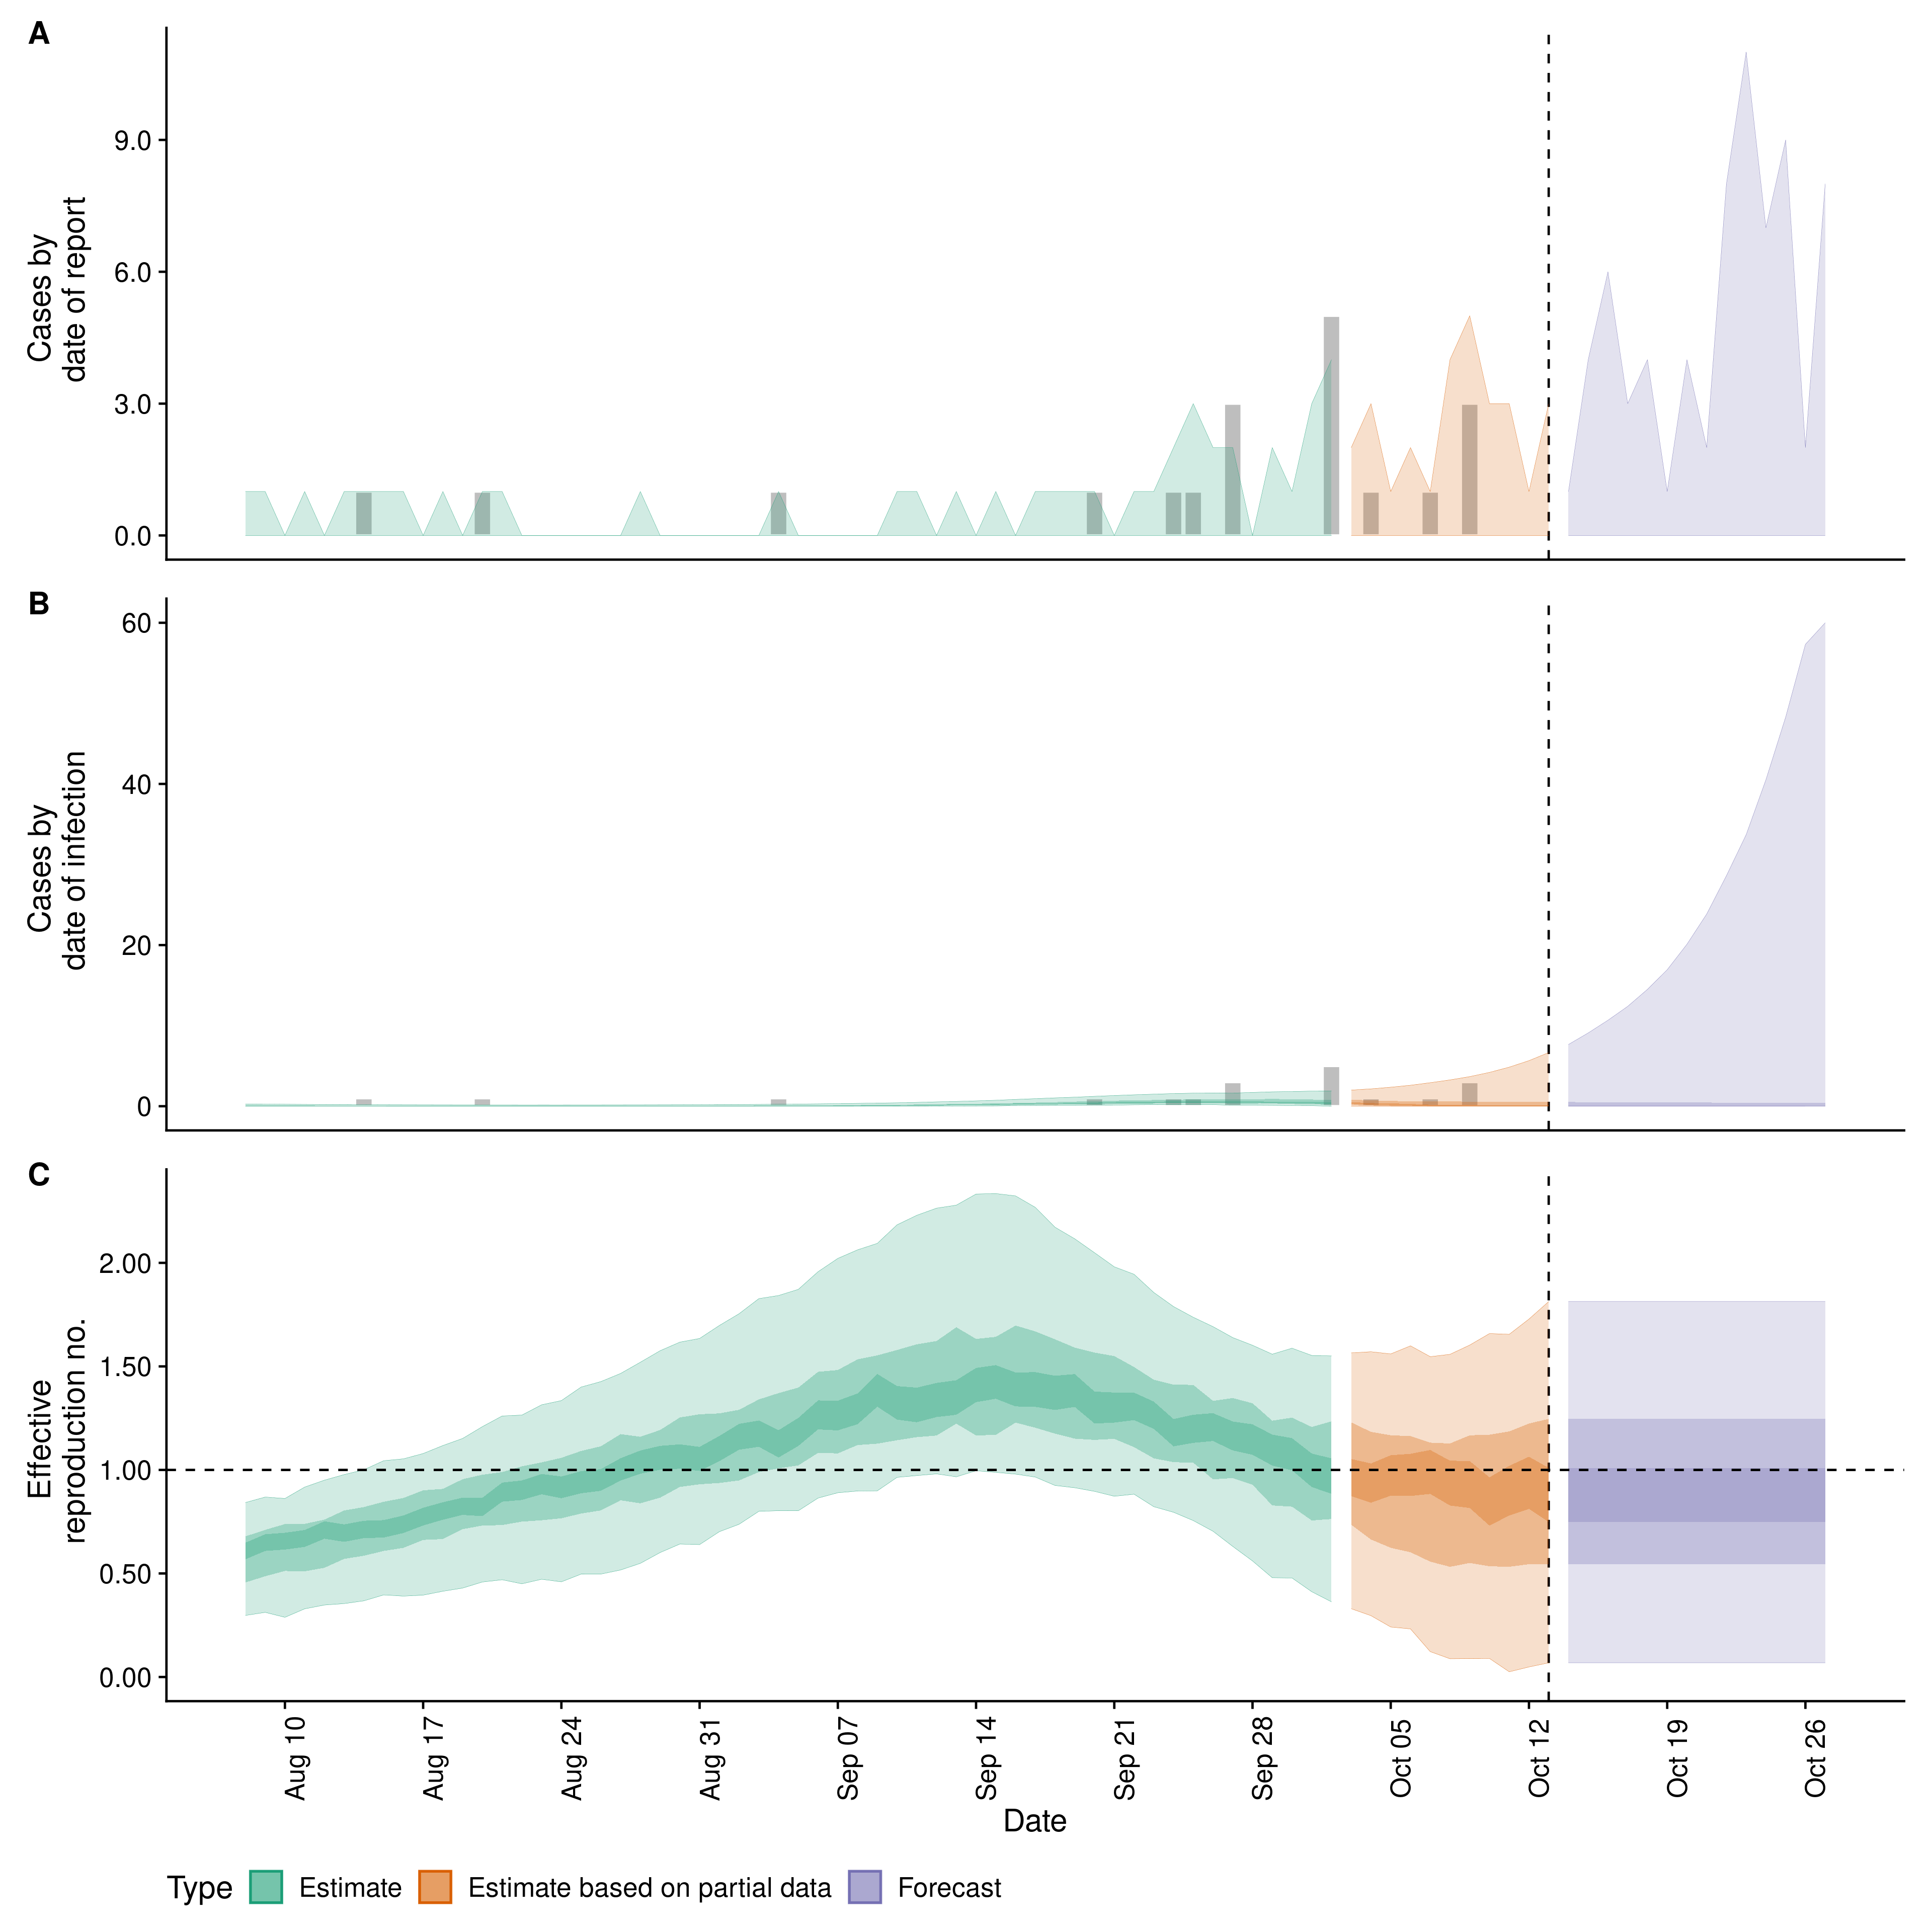 A
Cases by
date of report
9.0
6.0
3.0
0.0
B
Cases by
date of infection
60
40
20
0
C
Effective
reproduction no.
2.00
1.50
1.00
0.50
0.00
Aug 10
Aug 17
Aug 24
Aug 31
Sep 07
Sep 14
Sep 21
Sep 28
Oct 05
Oct 12
Oct 19
Oct 26
Date
Type Estimate Estimate based on partial data Forecast